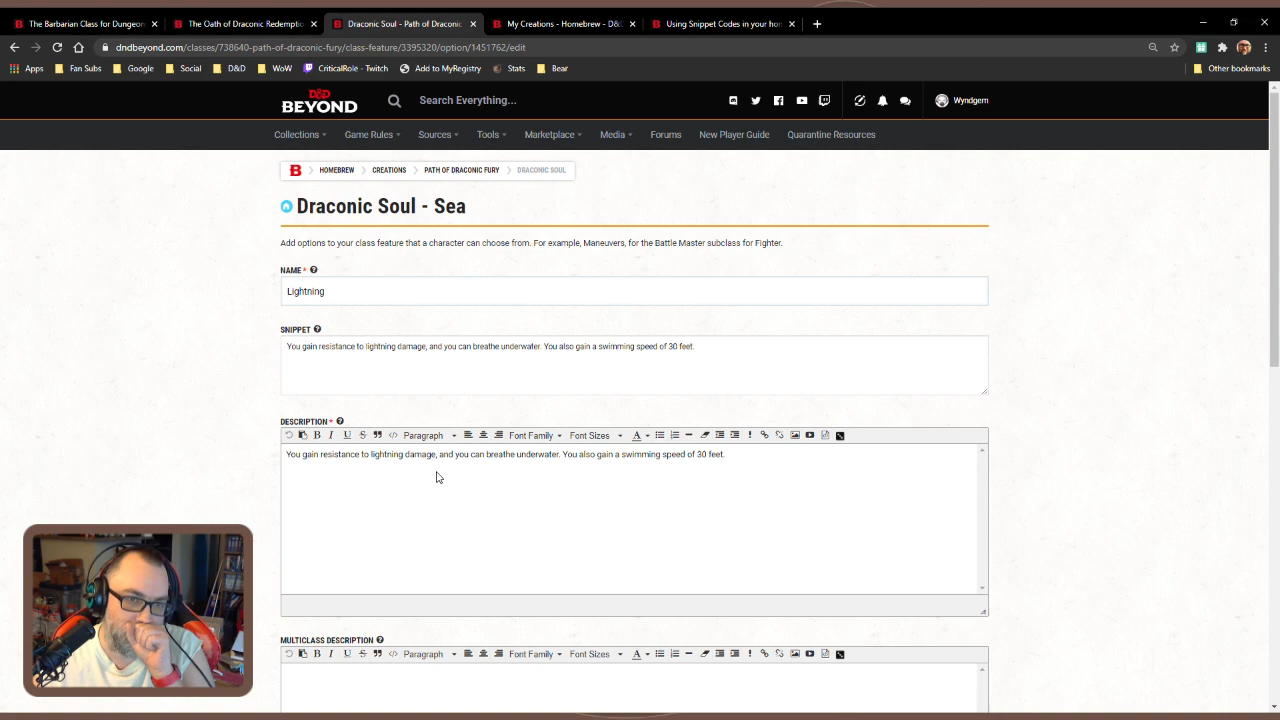 The Barbarian Class for Dungeon
The Oath of Draconic Redemptio
Draconic Soul - Path of Draconic
My Creations - Homebrew - D&D
Using Snippet Codes in your hom
dndbeyond.com/classes/738640-path-of-draconic-fury/class-feature/3395320/option/1451762/edit
Apps
Fan Subs
Google
Social
D&D
WoW
CriticalRole - Twitch
Add to MyRegistry
Stats
Bear
Other bookmarks
D&D
BEYOND
Search Everything...
Wyndgem
Collections
Game Rules
Sources
Tools
Marketplace
Media
Forums
New Player Guide
Quarantine Resources
B
HOMEBREW
CREATIONS
PATH OF DRACONIC FURY
DRACONIC SOUL
Draconic Soul - Sea
Add options to your class feature that a character can choose from. For example, Maneuvers, for the Battle Master subclass for Fighter.
NAME *
Lightning
SNIPPET
You gain resistance to lightning damage, and you can breathe underwater. You also gain a swimming speed of 30 feet.
DESCRIPTION *
Paragraph
Font Family
Font Sizes
You gain resistance to lightning damage, and you can breathe underwater. You also gain a swimming speed of 30 feet.
MULTICLASS DESCRIPTION
Paragraph
Font Family
Font Sizes